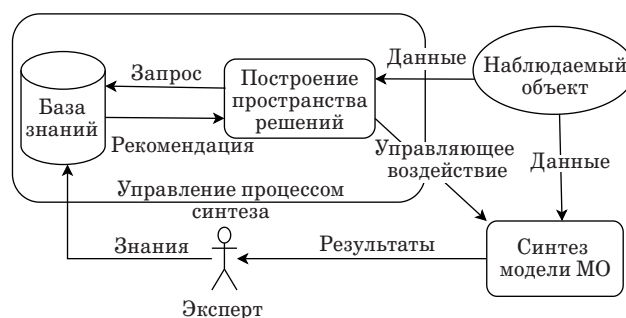 Данные
Запрос
Построение
пространства
решений
Наблюдаемый
объект
База
знаний
Рекомендация
Управляющее
воздействие
Данные
Управление процессом
синтеза
Знания
Результаты
Синтез
модели МО
Эксперт